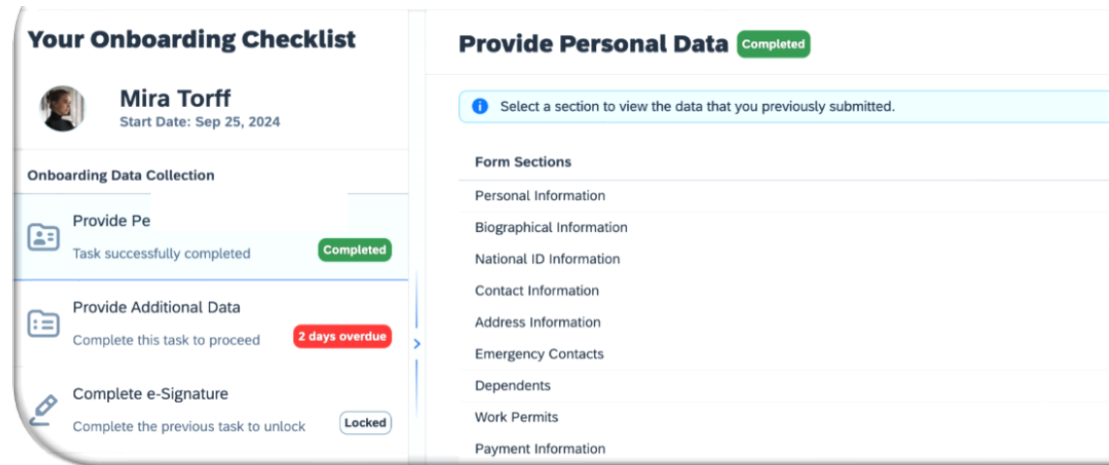 Your Onboarding Checklist
Mira Torff
Start Date: Sep 25, 2024
Onboarding Data Collection
Provide Pe
Task successfully completed
Completed
Provide Additional Data
Complete this task to proceed
2 days overdue
Complete e-Signature
Complete the previous task to unlock
Locked
Provide Personal Data Completed
Select a section to view the data that you previously submitted.
Form Sections
Personal Information
Biographical Information
National ID Information
Contact Information
Address Information
Emergency Contacts
Dependents
Work Permits
Payment Information